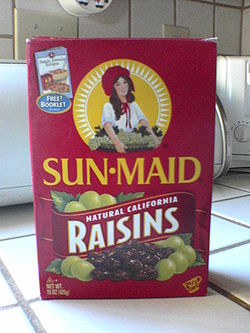 FREE!
BOOKLET
SUN•MAID
NATURAL CALIFORNIA
RAISINS
NET WT.
15 OZ (425g)